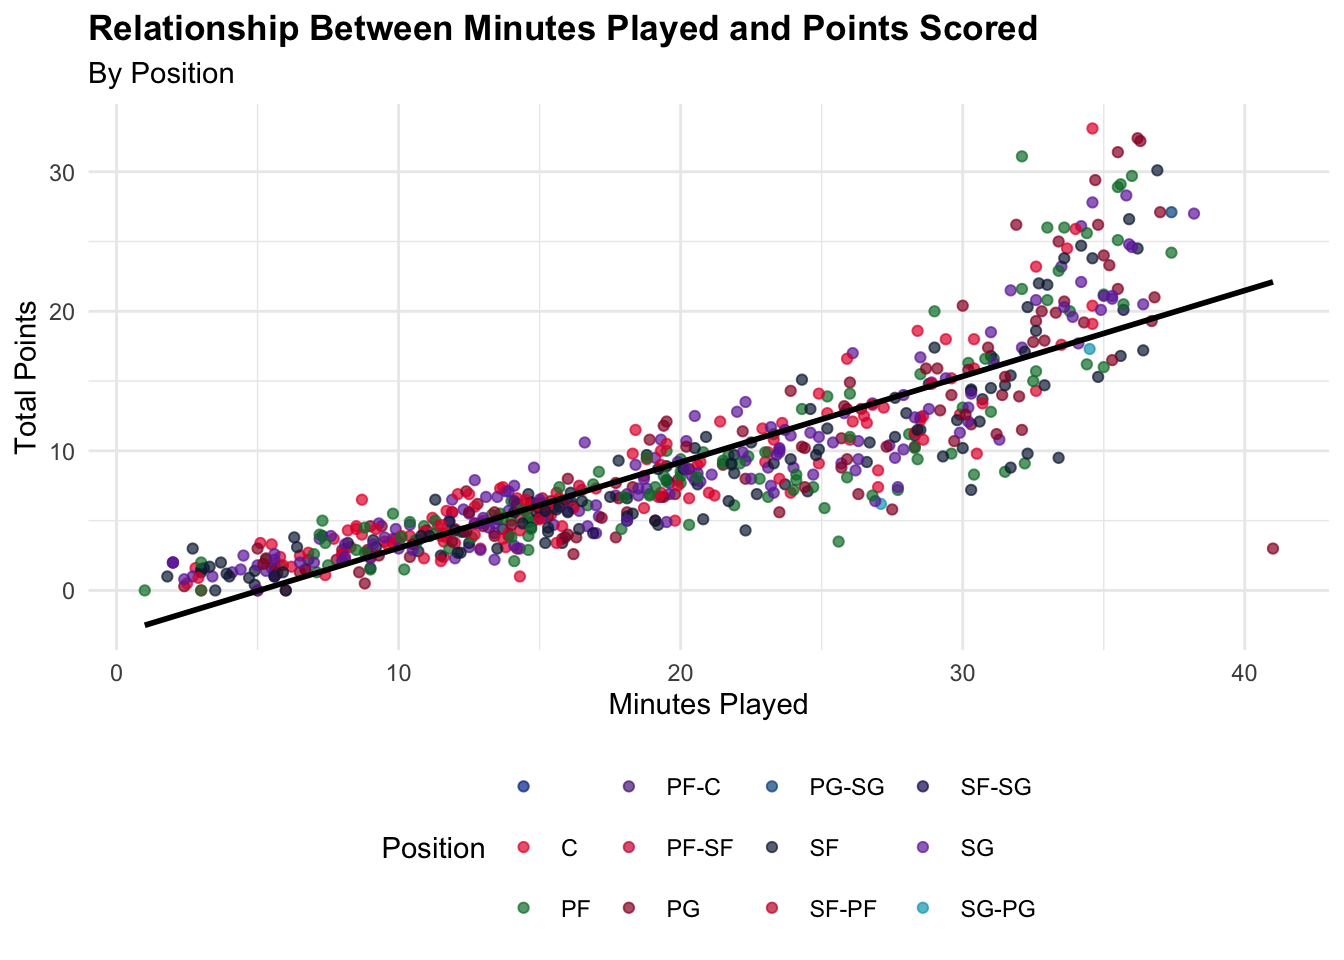 Relationship Between Minutes Played and Points Scored
By Position
Total Points
30
20
10
0
0 10 20 30 40
Minutes Played
Position
PF-C PG-SG SF-SG
C PF-SF SF SG
PF PG SF-PF SG-PG